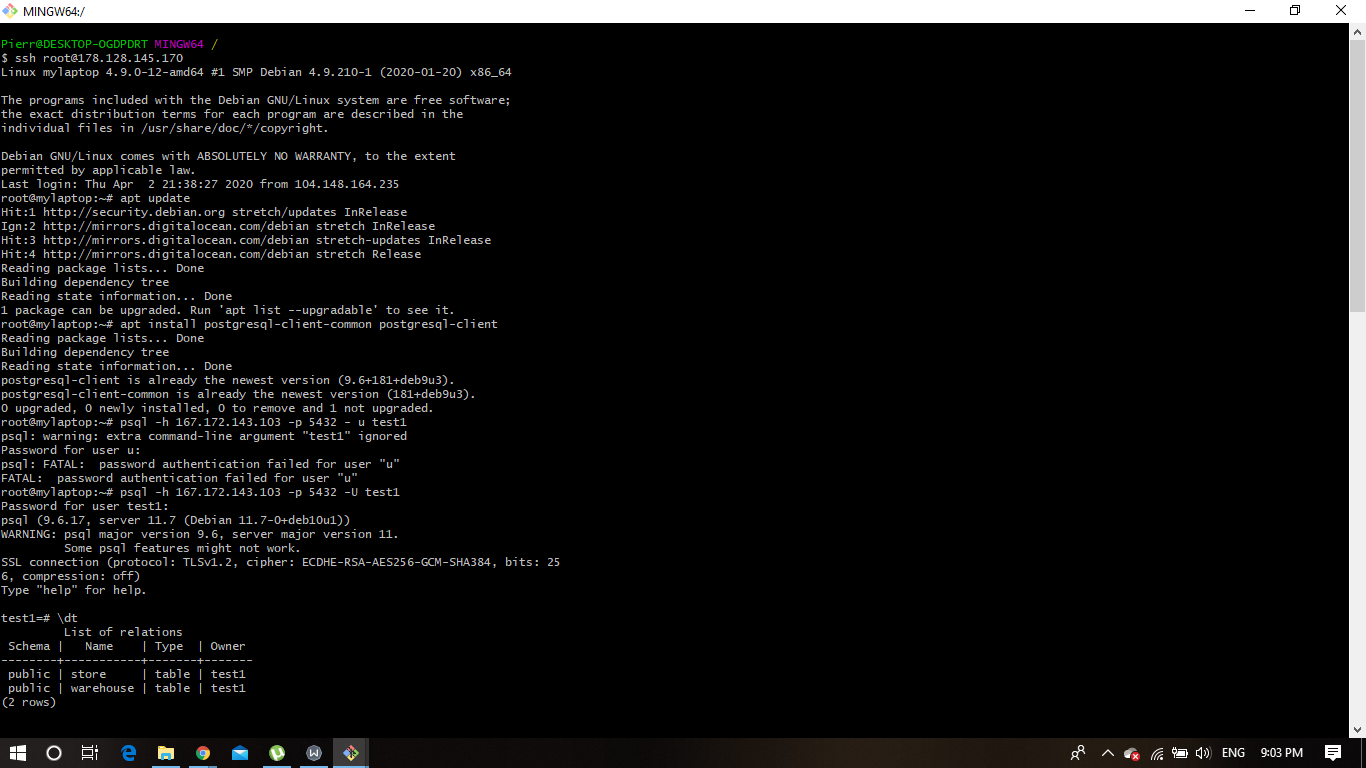 MINGW64:/
Pierr@DESKTOP-OGDPDRT MINGW64 /
$ ssh root@178.128.145.170
Linux mylaptop 4.9.0-12-amd64 #1 SMP Debian 4.9.210-1 (2020-01-20) x86_64
The programs included with the Debian GNU/Linux system are free software;
the exact distribution terms for each program are described in the
individual files in /usr/share/doc/*/copyright.
Debian GNU/Linux comes with ABSOLUTELY NO WARRANTY, to the extent
permitted by applicable law.
Last login: Thu Apr  2 21:38:27 2020 from 104.148.164.235
root@mylaptop:~# apt update
Hit:1 http://security.debian.org stretch/updates InRelease
Ign:2 http://mirrors.digitalocean.com/debian stretch InRelease
Hit:3 http://mirrors.digitalocean.com/debian stretch-updates InRelease
Hit:4 http://mirrors.digitalocean.com/debian stretch Release
Reading package lists... Done
Building dependency tree
Reading state information... Done
1 package can be upgraded. Run 'apt list --upgradable' to see it.
root@mylaptop:~# apt install postgresql-client-common postgresql-client
Reading package lists... Done
Building dependency tree
Reading state information... Done
postgresql-client is already the newest version (9.6+181+deb9u3).
postgresql-client-common is already the newest version (181+deb9u3).
0 upgraded, 0 newly installed, 0 to remove and 1 not upgraded.
root@mylaptop:~# psql -h 167.172.143.103 -p 5432 - u test1
psql: warning: extra command-line argument "test1" ignored
Password for user u:
psql: FATAL:  password authentication failed for user "u"
FATAL:  password authentication failed for user "u"
root@mylaptop:~# psql -h 167.172.143.103 -p 5432 -U test1
Password for user test1:
psql (9.6.17, server 11.7 (Debian 11.7-0+deb10u1))
WARNING: psql major version 9.6, server major version 11.
         Some psql features might not work.
SSL connection (protocol: TLSv1.2, cipher: ECDHE-RSA-AES256-GCM-SHA384, bits: 25
6, compression: off)
Type "help" for help.
test1=# \dt
         List of relations
 Schema |   Name    | Type  | Owner
--------+-----------+-------+-------
 public | store     | table | test1
 public | warehouse | table | test1
(2 rows)
ENG 9:03 PM